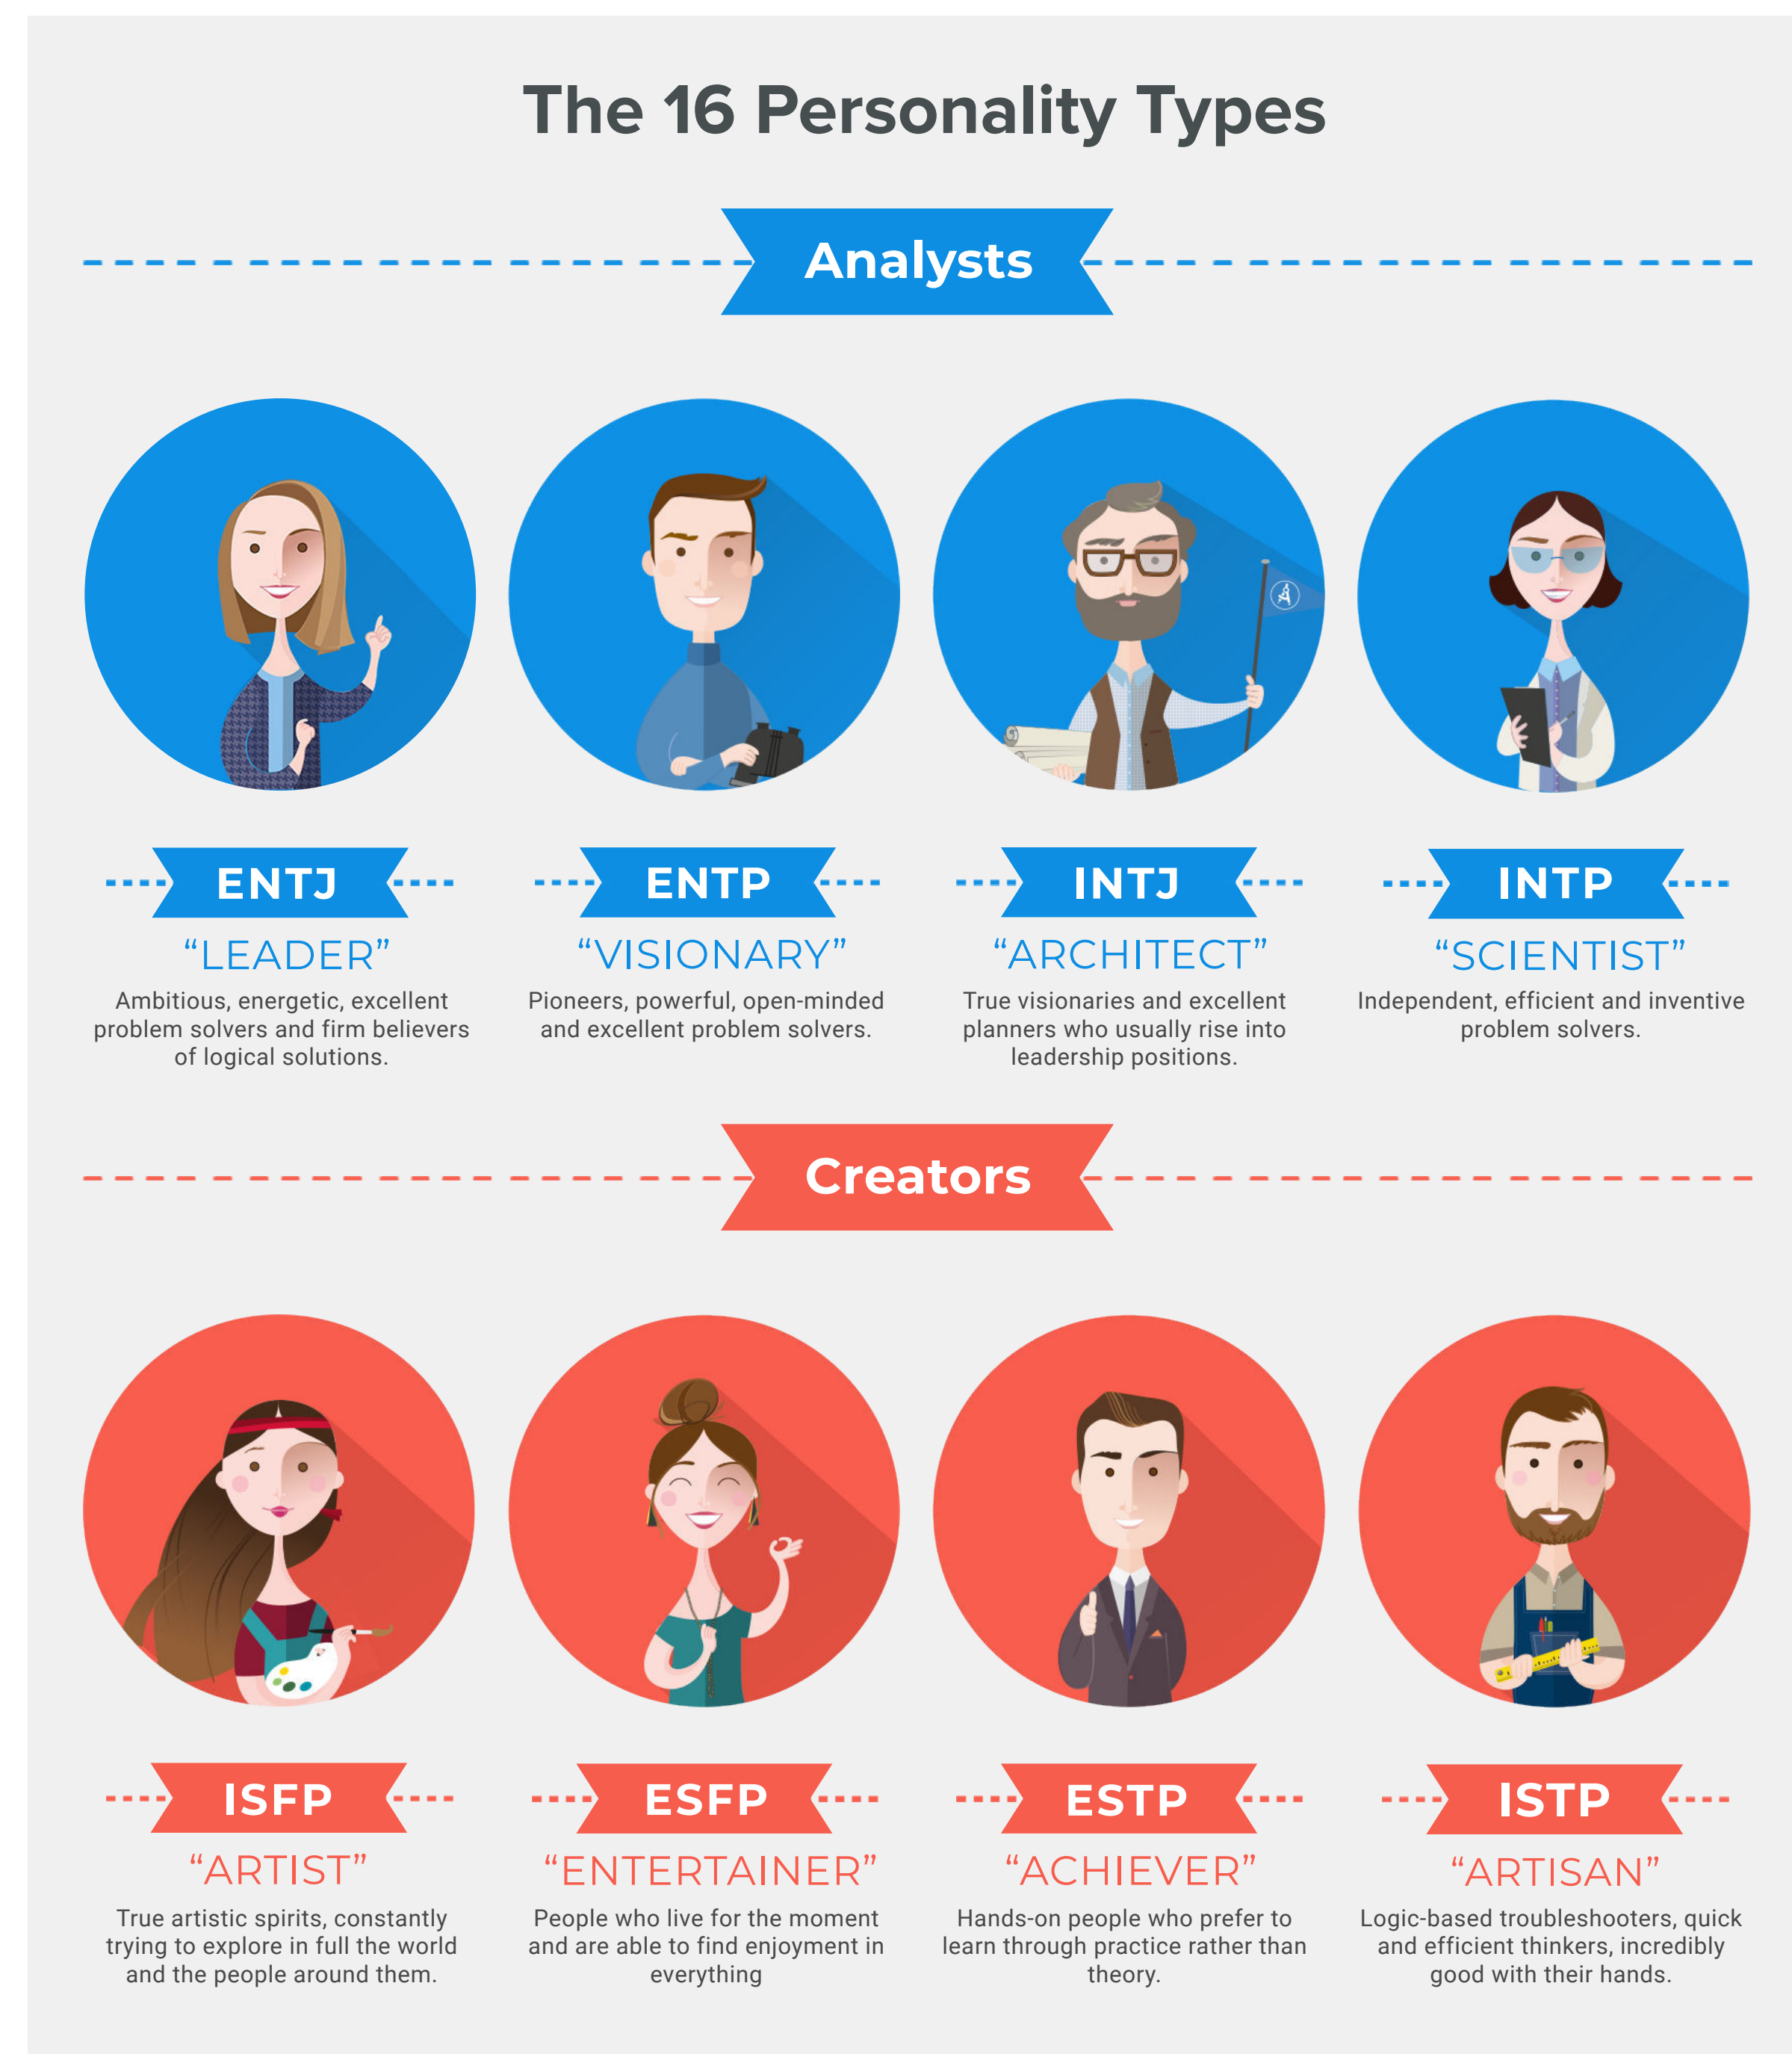 The 16 Personality Types
Analysts
ENTJ
“LEADER”
Ambitious, energetic, excellent
problem solvers and firm believers
of logical solutions.
ENTP
“VISIONARY”
Pioneers, powerful, open-minded
and excellent problem solvers.
INTJ
“ARCHITECT”
True visionaries and excellent
planners who usually rise into
leadership positions.
INTP
“SCIENTIST”
Independent, efficient and inventive
problem solvers.
Creators
ISFP
“ARTIST”
True artistic spirits, constantly
trying to explore in full the world
and the people around them.
ESFP
“ENTERTAINER”
People who live for the moment
and are able to find enjoyment in
everything
ESTP
“ACHIEVER”
Hands-on people who prefer to
learn through practice rather than
theory.
ISTP
“ARTISAN”
Logic-based troubleshooters, quick
and efficient thinkers, incredibly
good with their hands.